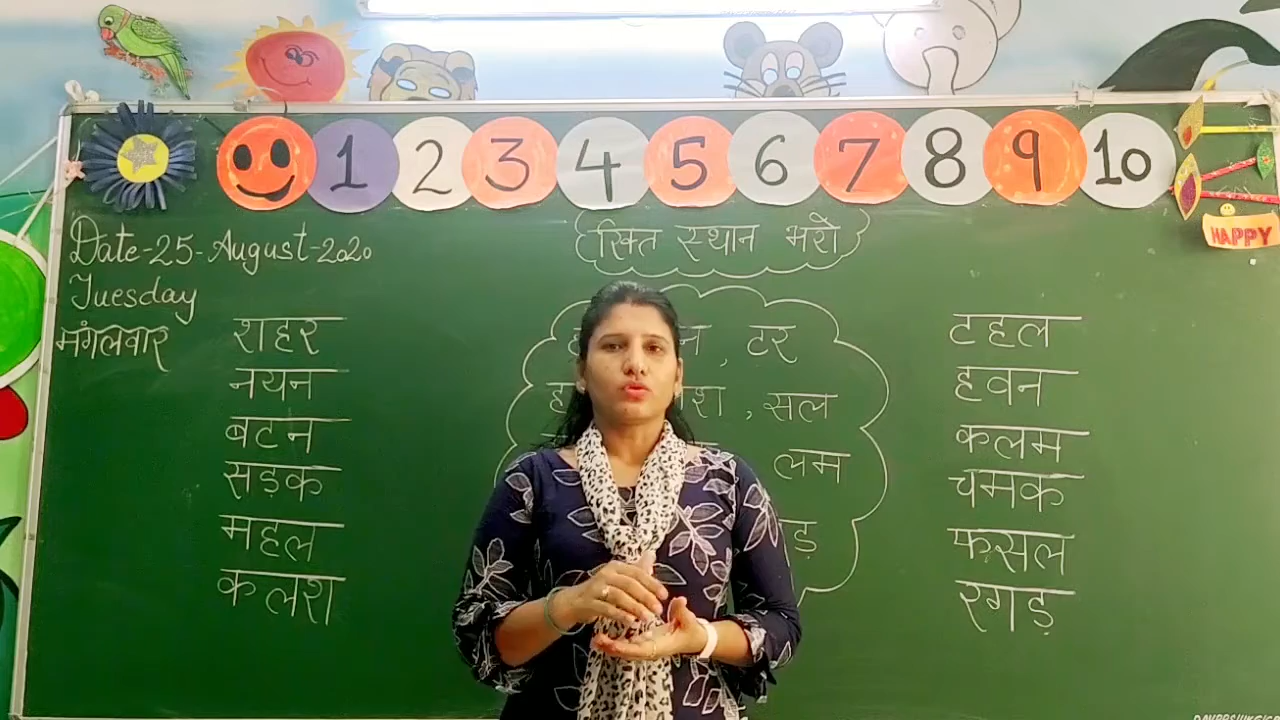 1 2 3 4 5 6 7 8 9 10
HAPPY
Date-25-August-2020
Tuesday
मंगलवार
रिक्त स्थान भरो
शहर
नयन
बटन
सड़क
महल
कलश
, टर
, सल
लम
ड़
टहल
हवन
कलम
चमक
फसल
रगड़